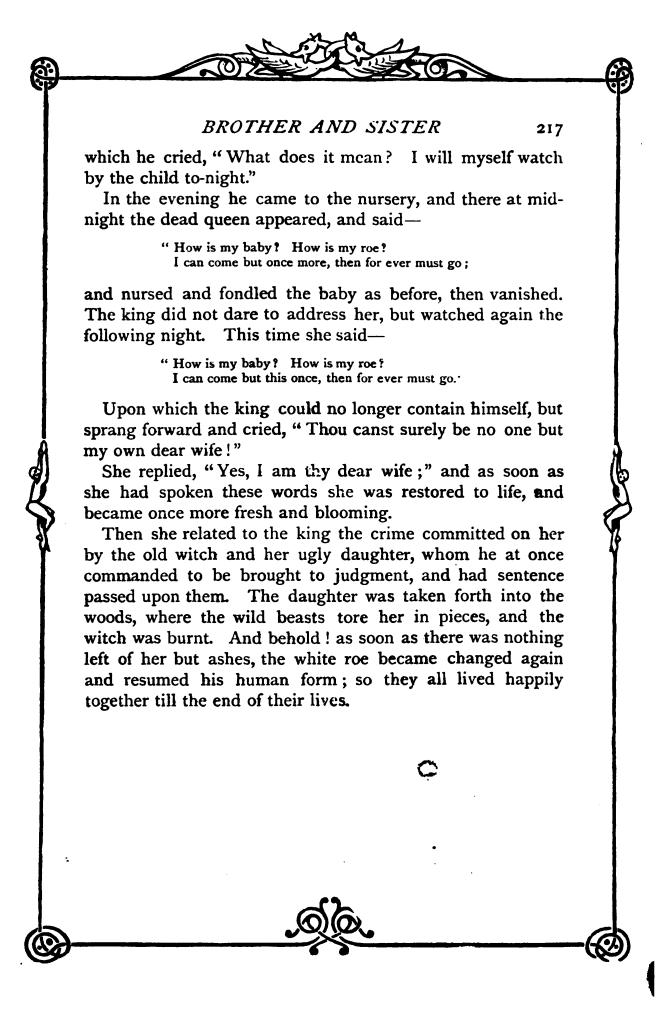 BROTHER AND SISTER 217
which he cried, “What does it mean? I will myself watch
by the child to-night.”
In the evening he came to the nursery, and there at mid-
night the dead queen appeared, and said—
“ How is my baby? How is my roe?
I can come but once more, then for ever must go;
and nursed and fondled the baby as before, then vanished.
The king did not dare to address her, but watched again the
following night. This time she said—
“ How is my baby? How is my roe?
I can come but this once, then for ever must go.·
Upon which the king could no longer contain himself, but
sprang forward and cried, “ Thou canst surely be no one but
my own dear wife!”
She replied, “Yes, I am thy dear wife;” and as soon as
she had spoken these words she was restored to life, and
became once more fresh and blooming.
Then she related to the king the crime committed on her
by the old witch and her ugly daughter, whom he at once
commanded to be brought to judgment, and had sentence
passed upon them. The daughter was taken forth into the
woods, where the wild beasts tore her in pieces, and the
witch was burnt. And behold! as soon as there was nothing
left of her but ashes, the white roe became changed again
and resumed his human form; so they all lived happily
together till the end of their lives.